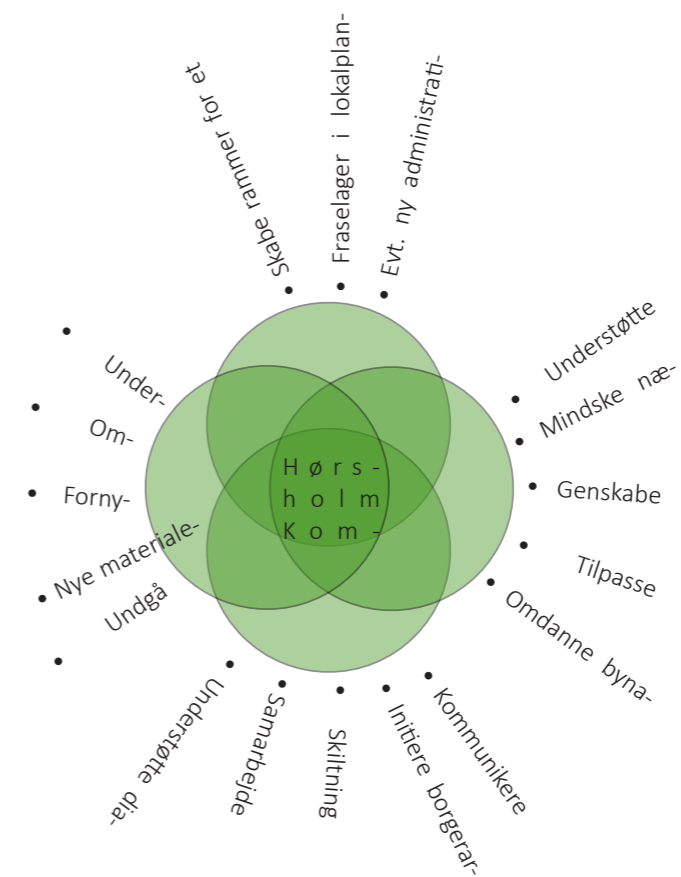 Skabe rammer for et
Fraselager i lokalplan-
Evt. ny administrati-
Understøtte
Mindske næ-
Genskabe
Tilpasse
Omdanne byna-
Kommunikere
Initiere borgerar-
Skiltning
Samarbejde
Understøtte dia-
Undgå
Nye materiale-
Forny-
Om-
Under-
Hørs-
holm
Kom-